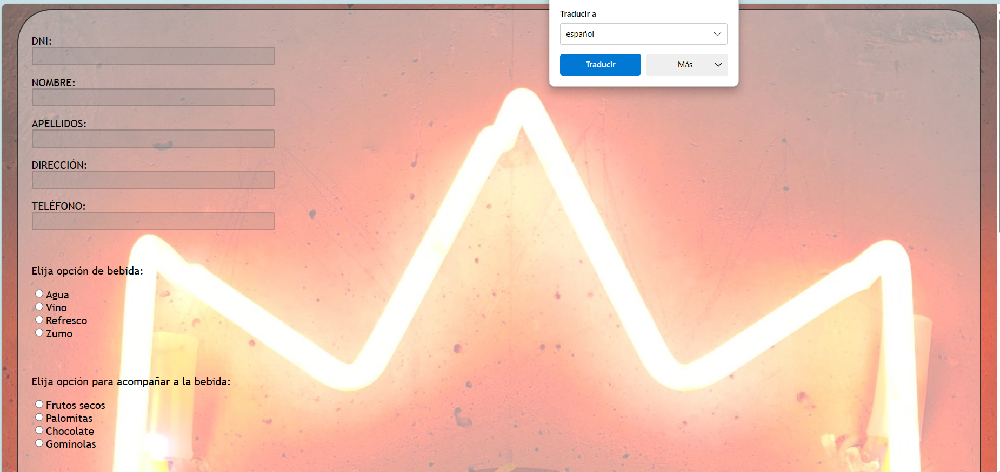 Traducir a
español
Traducir
Más
DNI:
NOMBRE:
APELLIDOS:
DIRECCIÓN:
TELÉFONO:
Elija opción de bebida:
Agua
Vino
Refresco
Zumo
Elija opción para acompañar a la bebida:
Frutos secos
Palomitas
Chocolate
Gominolas